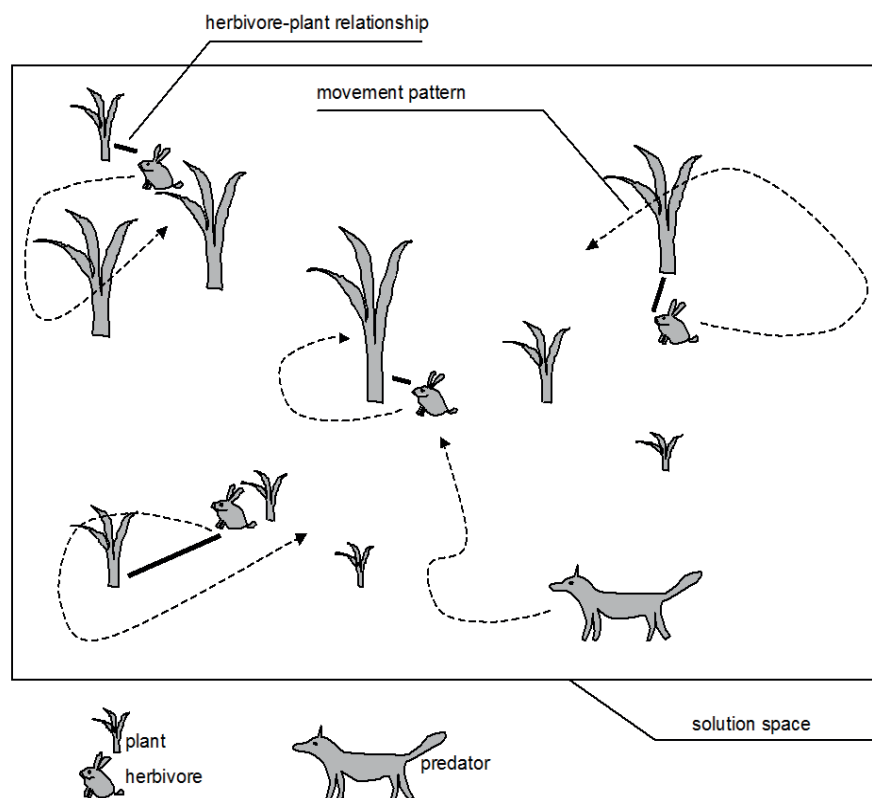 herbivore-plant relationship
movement pattern
solution space
plant
herbivore
predator